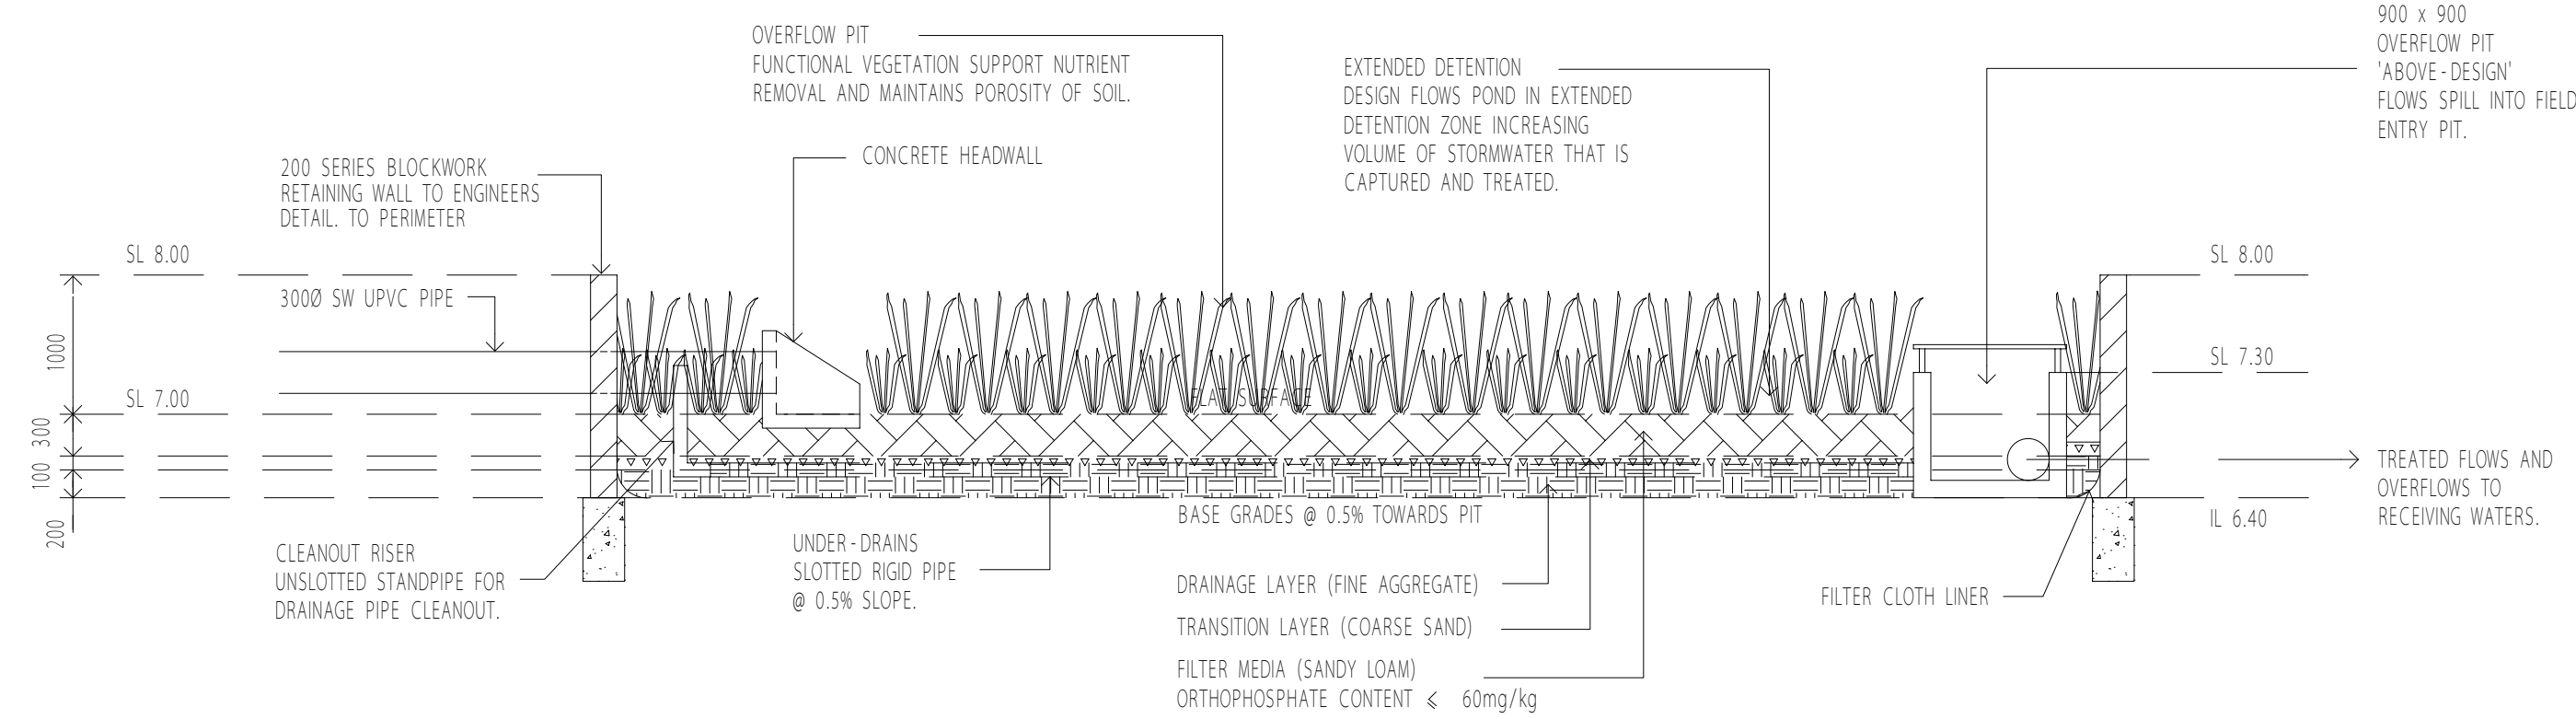 OVERFLOW PIT
FUNCTIONAL VEGETATION SUPPORT NUTRIENT
REMOVAL AND MAINTAINS POROSITY OF SOIL.
EXTENDED DETENTION
DESIGN FLOWS POND IN EXTENDED
DETENTION ZONE INCREASING
VOLUME OF STORMWATER THAT IS
CAPTURED AND TREATED.
900 x 900
OVERFLOW PIT
'ABOVE-DESIGN'
FLOWS SPILL INTO FIELD
ENTRY PIT.
CONCRETE HEADWALL
200 SERIES BLOCKWORK
RETAINING WALL TO ENGINEERS
DETAIL. TO PERIMETER
SL 8.00
300Ø SW UPVC PIPE
SL 7.00
1000
300
100
200
SL 8.00
SL 7.30
IL 6.40
FLAT SURFACE
TREATED FLOWS AND
OVERFLOWS TO
RECEIVING WATERS.
CLEANOUT RISER
UNSLOTTED STANDPIPE FOR
DRAINAGE PIPE CLEANOUT.
UNDER-DRAINS
SLOTTED RIGID PIPE
@ 0.5% SLOPE.
BASE GRADES @ 0.5% TOWARDS PIT
DRAINAGE LAYER (FINE AGGREGATE)
TRANSITION LAYER (COARSE SAND)
FILTER MEDIA (SANDY LOAM)
ORTHOPHOSPHATE CONTENT ⩽ 60mg/kg
FILTER CLOTH LINER